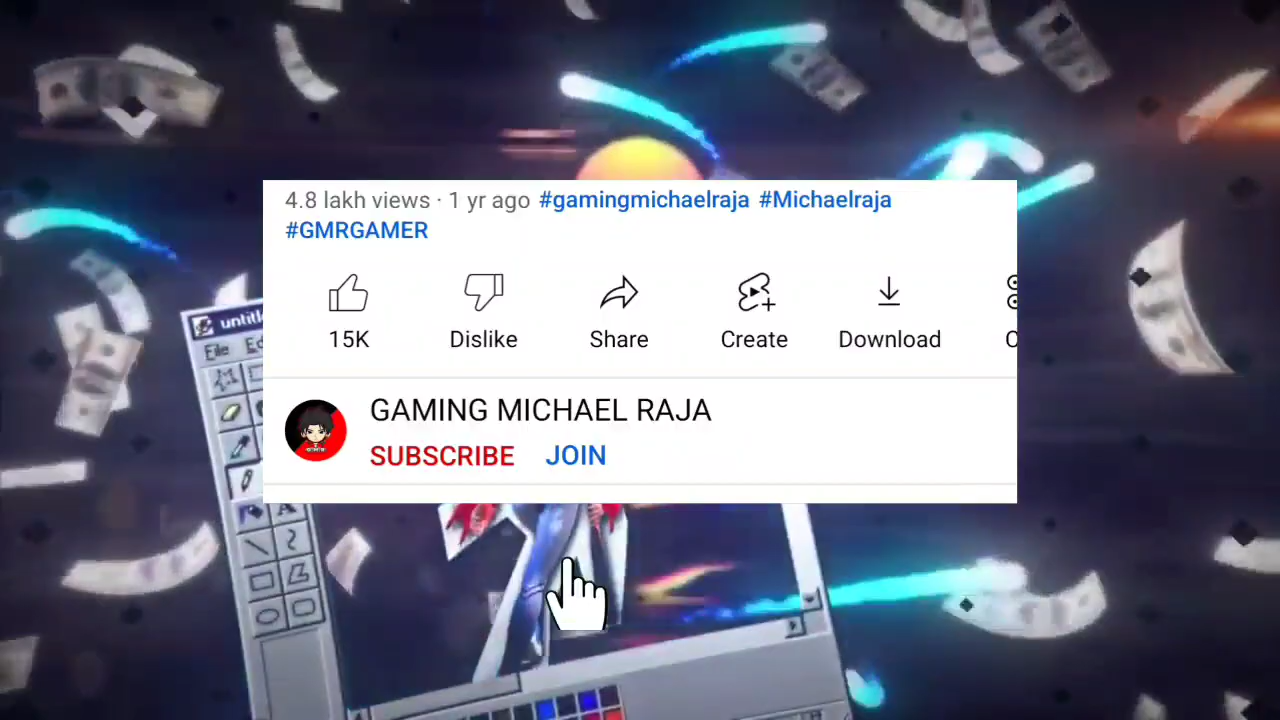 4.8 lakh views · 1 yr ago #gamingmichaelraja #Michaelraja
#GMRGAMER
15K
Dislike
Share
Create
Download
GAMING MICHAEL RAJA
SUBSCRIBE
JOIN
File
A